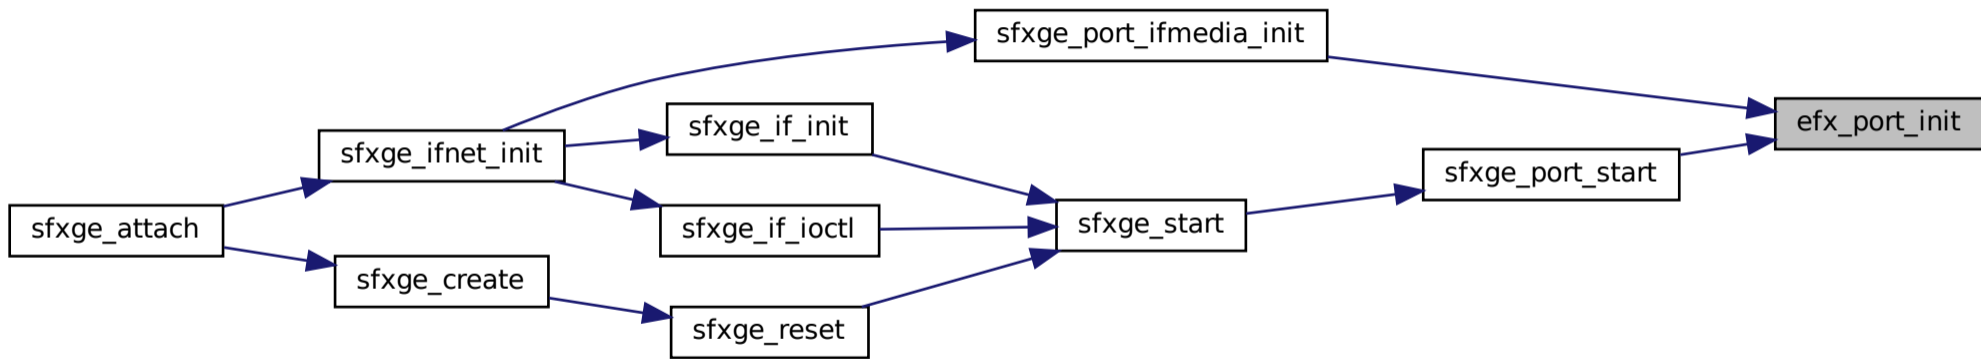 sfxge_port_ifmedia_init
efx_port_init
sfxge_if_init
sfxge_ifnet_init
sfxge_port_start
sfxge_attach
sfxge_if_ioctl
sfxge_start
sfxge_create
sfxge_reset